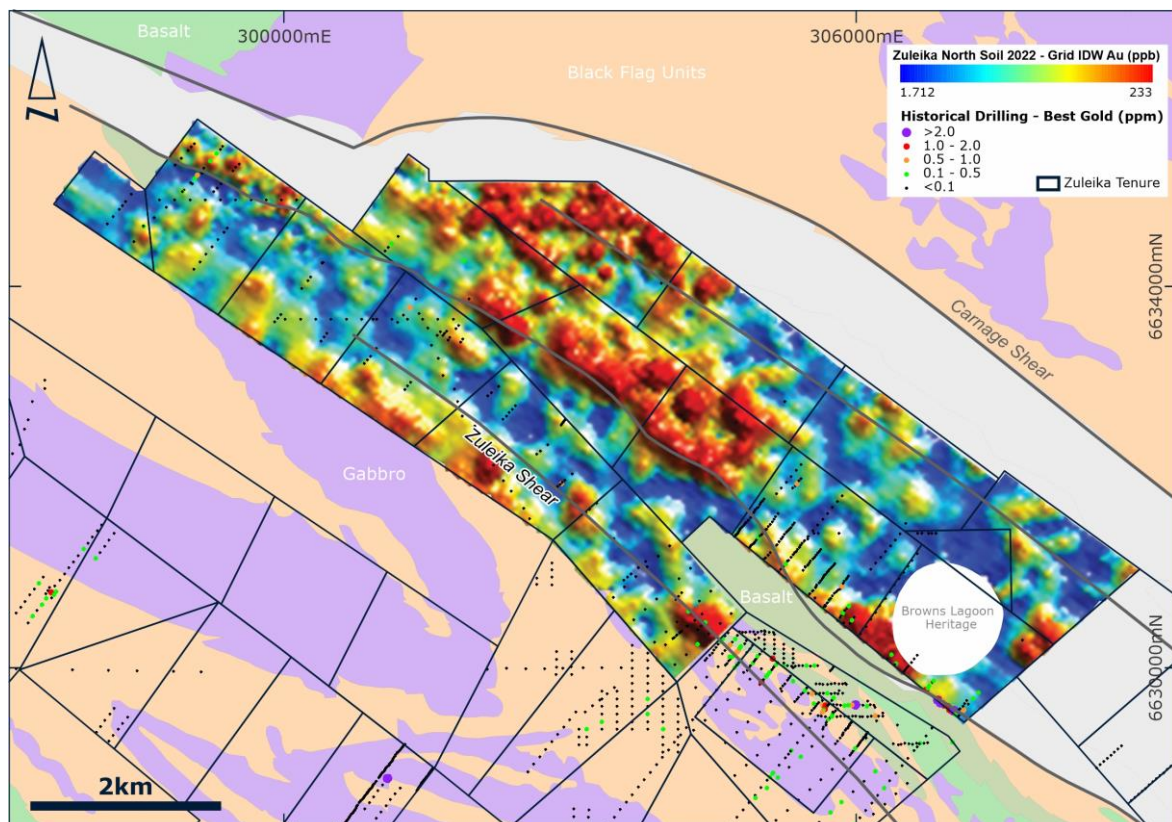 300000mE
306000mE
Basalt
Black Flag Units
Zuleika North Soil 2022 - Grid IDW Au (ppb)
1.712
233
Historical Drilling - Best Gold (ppm)
>2.0
1.0 - 2.0
0.5 - 1.0
0.1 - 0.5
<0.1
Zuleika Tenure
N
6634000mN
Carnage Shear
Zuleika Shear
Gabbro
Basalt
Browns Lagoon
Heritage
6630000mN
2km